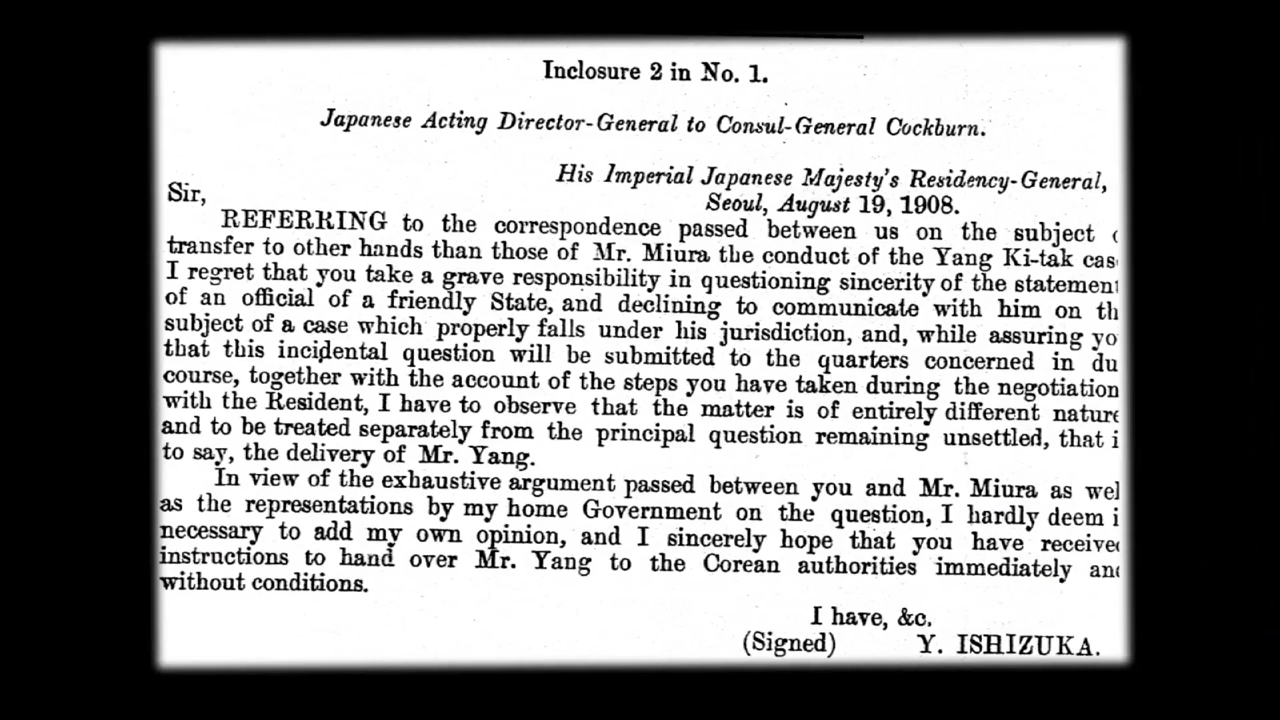 Inclosure 2 in No. 1.
Japanese Acting Director-General to Consul-General Cockburn.
His Imperial Japanese Majesty's Residency-General,
Sir,
Seoul, August 19, 1908.
REFERRING to the correspondence passed between us on the subject
transfer to other hands than those of Mr. Miura the conduct of the Yang Ki-tak cas
I regret that you take a grave responsibility in questioning sincerity of the statement
of an official of a friendly State, and declining to communicate with him on th
subject of a case which properly falls under his jurisdiction, and, while assuring yo
that this incidental question will be submitted to the quarters concerned in du
course, together with the account of the steps you have taken during the negotiation
with the Resident, I have to observe that the matter is of entirely different nature
and to be treated separately from the principal question remaining unsettled, that i
to say, the delivery of Mr. Yang.
In view of the exhaustive argument passed between you and Mr. Miura as wel
as the representations by my home Government on the question, I hardly deem i
necessary to add my own opinion, and I sincerely hope that you have receive
instructions to hand over Mr. Yang to the Corean authorities immediately an
without conditions.
I have, &c.
(Signed) Y. ISHIZUKA.